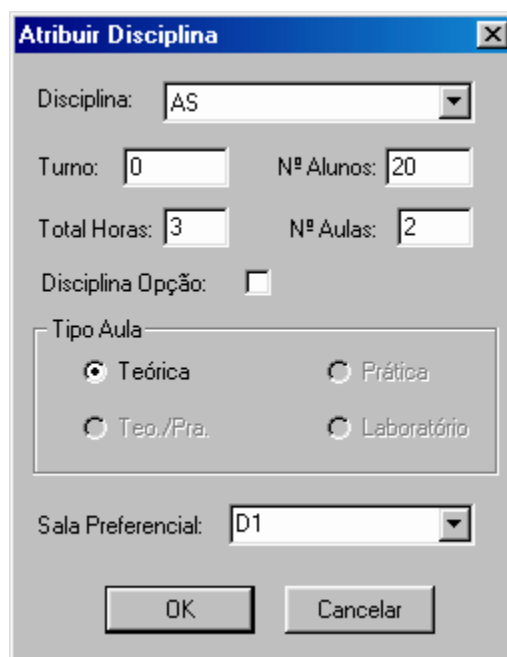 Atribuir Disciplina
Disciplina: AS
Turno: 0 Nº Alunos: 20
Total Horas: 3 Nº Aulas: 2
Disciplina Opção:
Tipo Aula
Teórica Prática
Teo./Pra. Laboratório
Sala Preferencial: D1
OK Cancelar